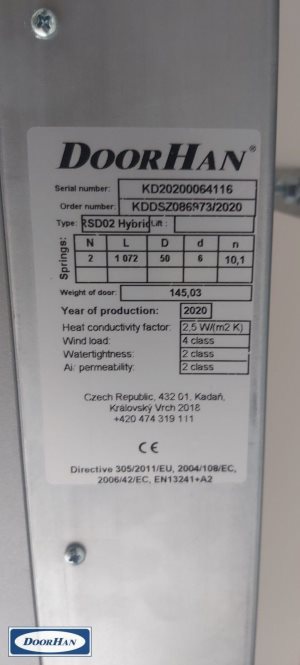 DOORHAN®
Serial number: KD20200064116
Order number: KDDSZ086973/2020
Type: RSD02 Hybrid Lift:
Springs:
N L D d n
2 1 072 50 6 10,1
Weight of door: 145,03
Year of production: 2020
Heat conductivity factor: 2,5 W/(m2 K)
Wind load: 4 class
Watertightness: 2 class
Air permeability: 2 class
Czech Republic, 432 01, Kadaň,
Královský Vrch 2018
+420 474 319 111
CE
Directive 305/2011/EU, 2004/108/EC,
2006/42/EC, EN13241+A2
DOORHAN